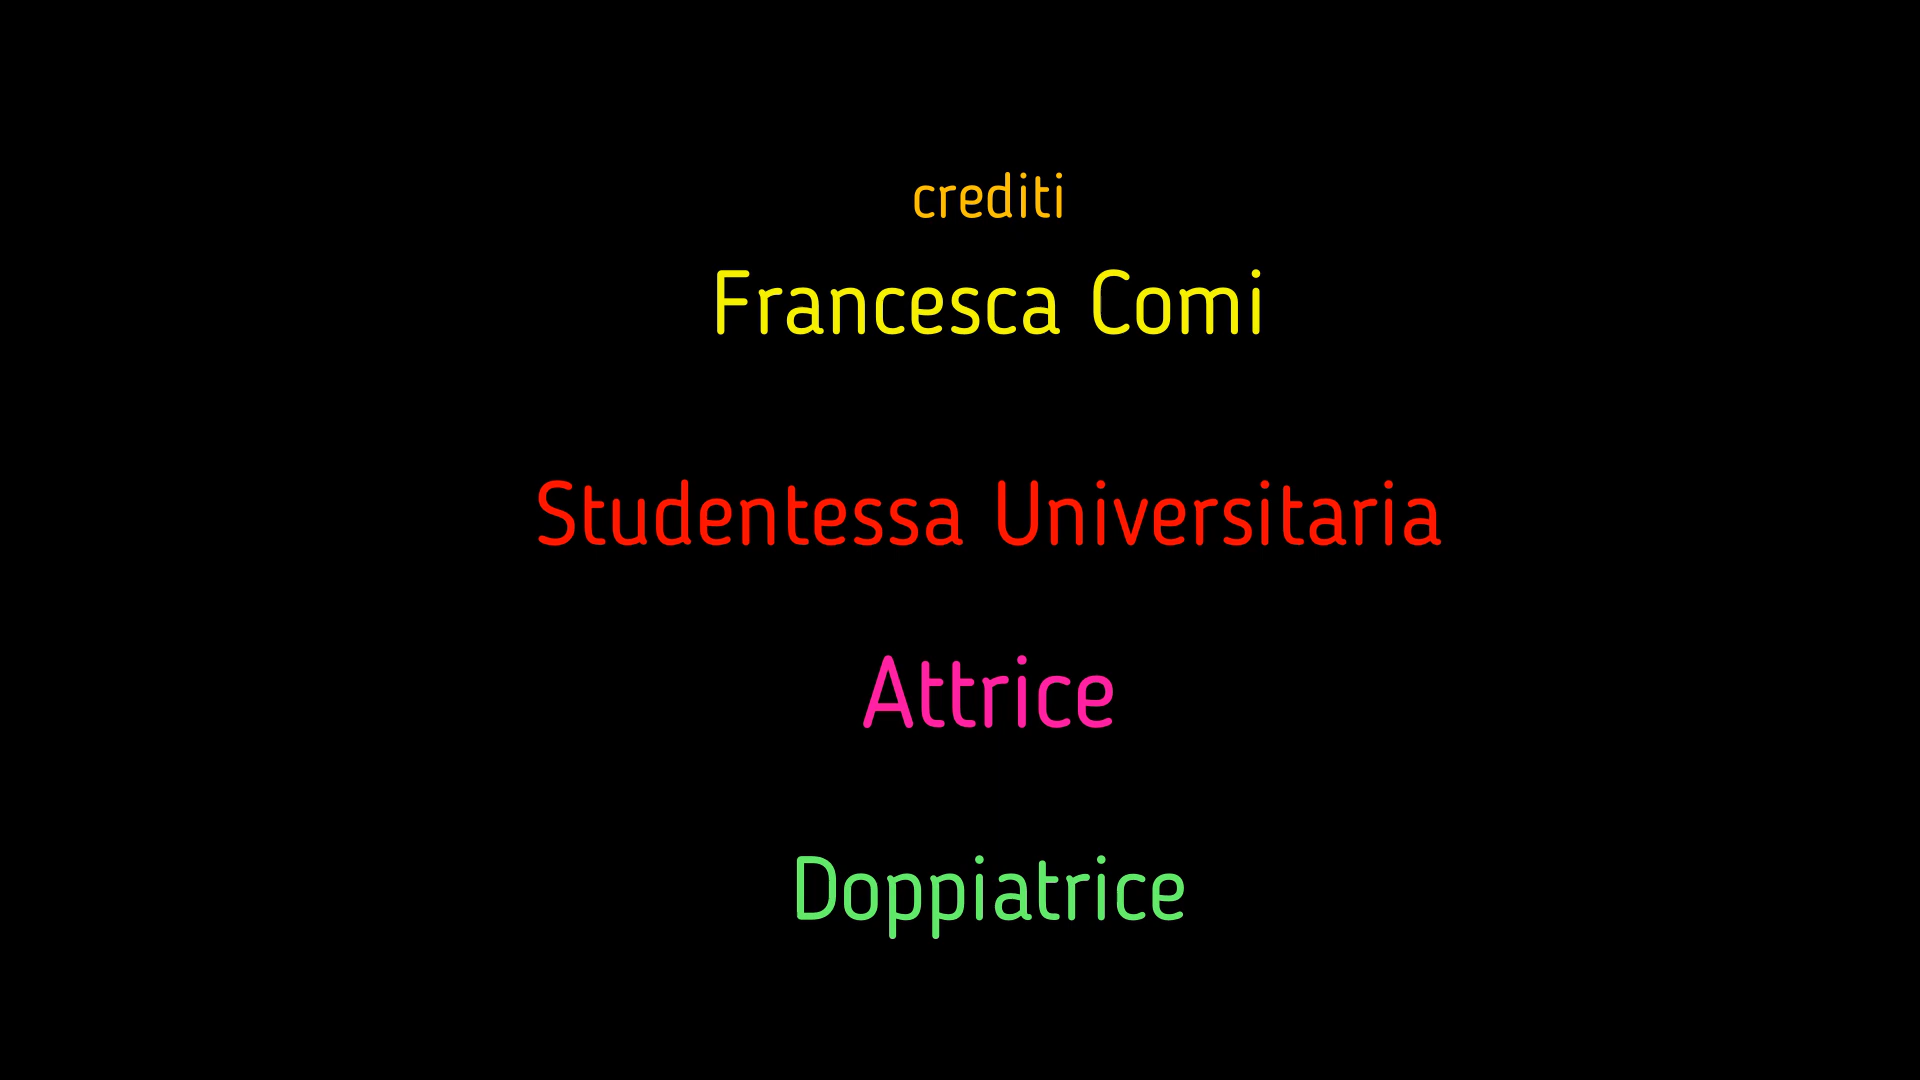 crediti
Francesca Comi
Studentessa Universitaria
Attrice
Doppiatrice